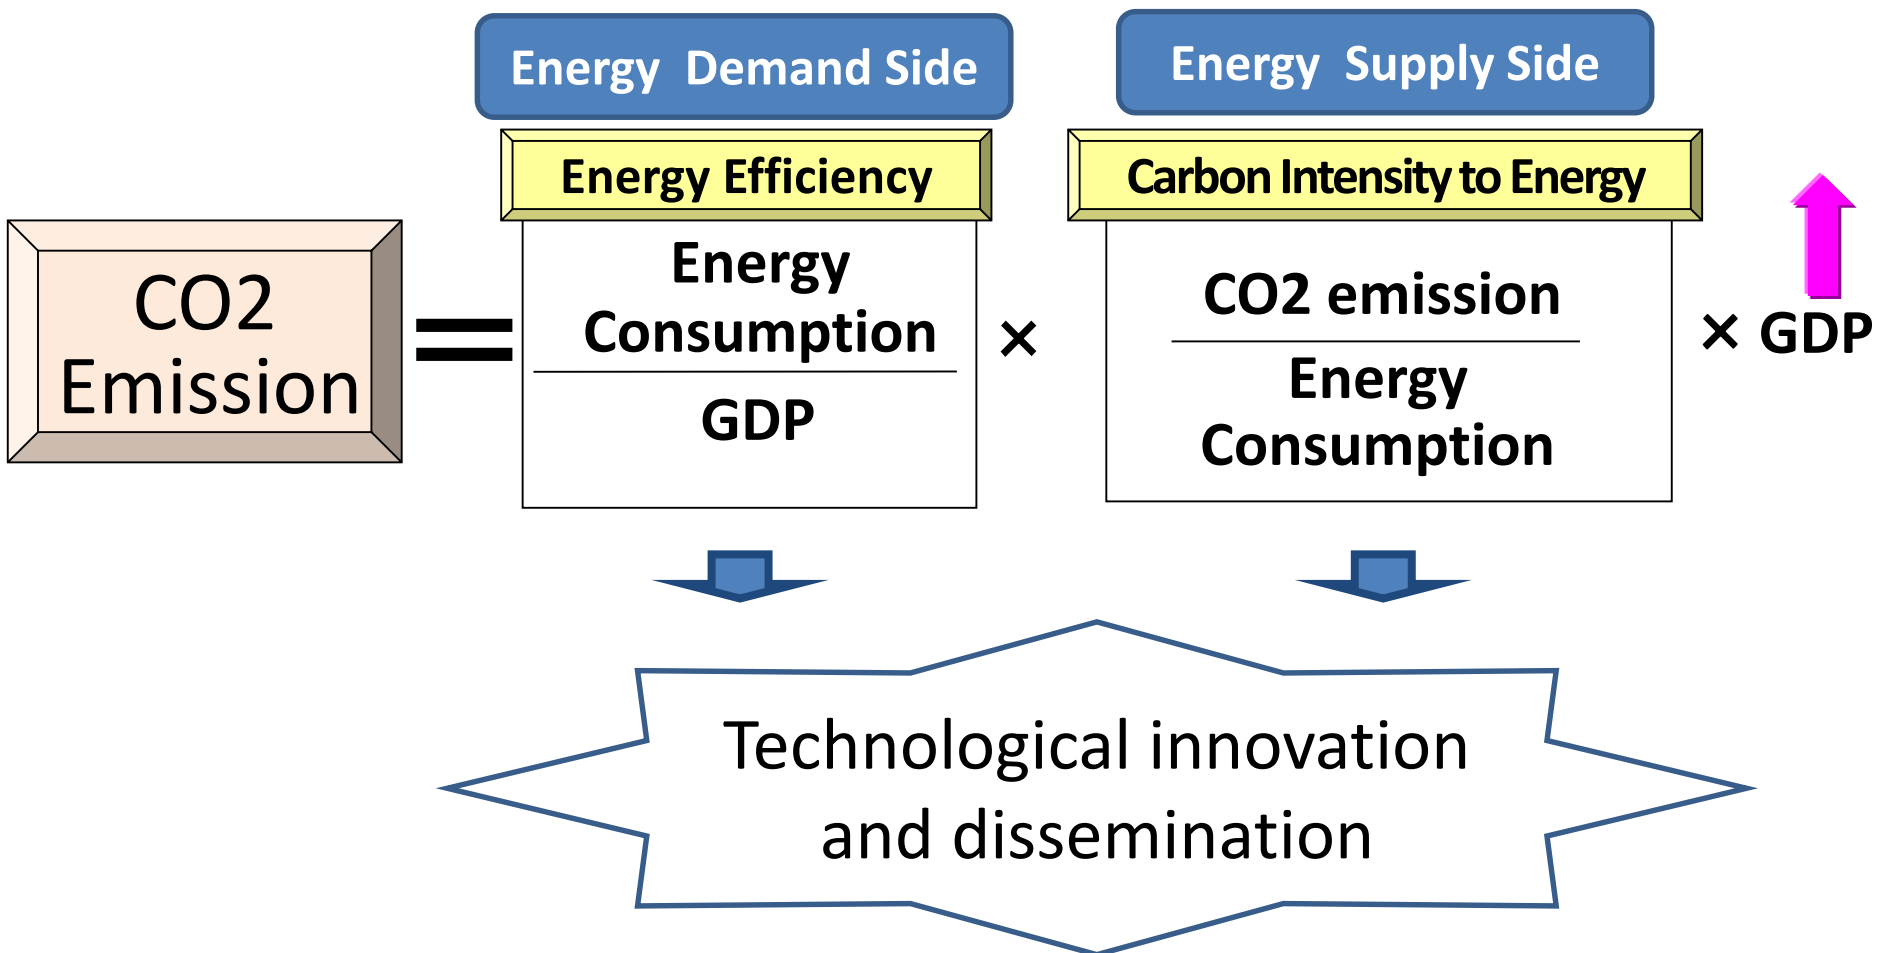 Energy  Demand Side
Energy  Supply Side
Energy Efficiency
Carbon Intensity to Energy
CO2
Emission
=
Energy
Consumption
GDP
×
CO2 emission
Energy
Consumption
× GDP
Technological innovation
and dissemination